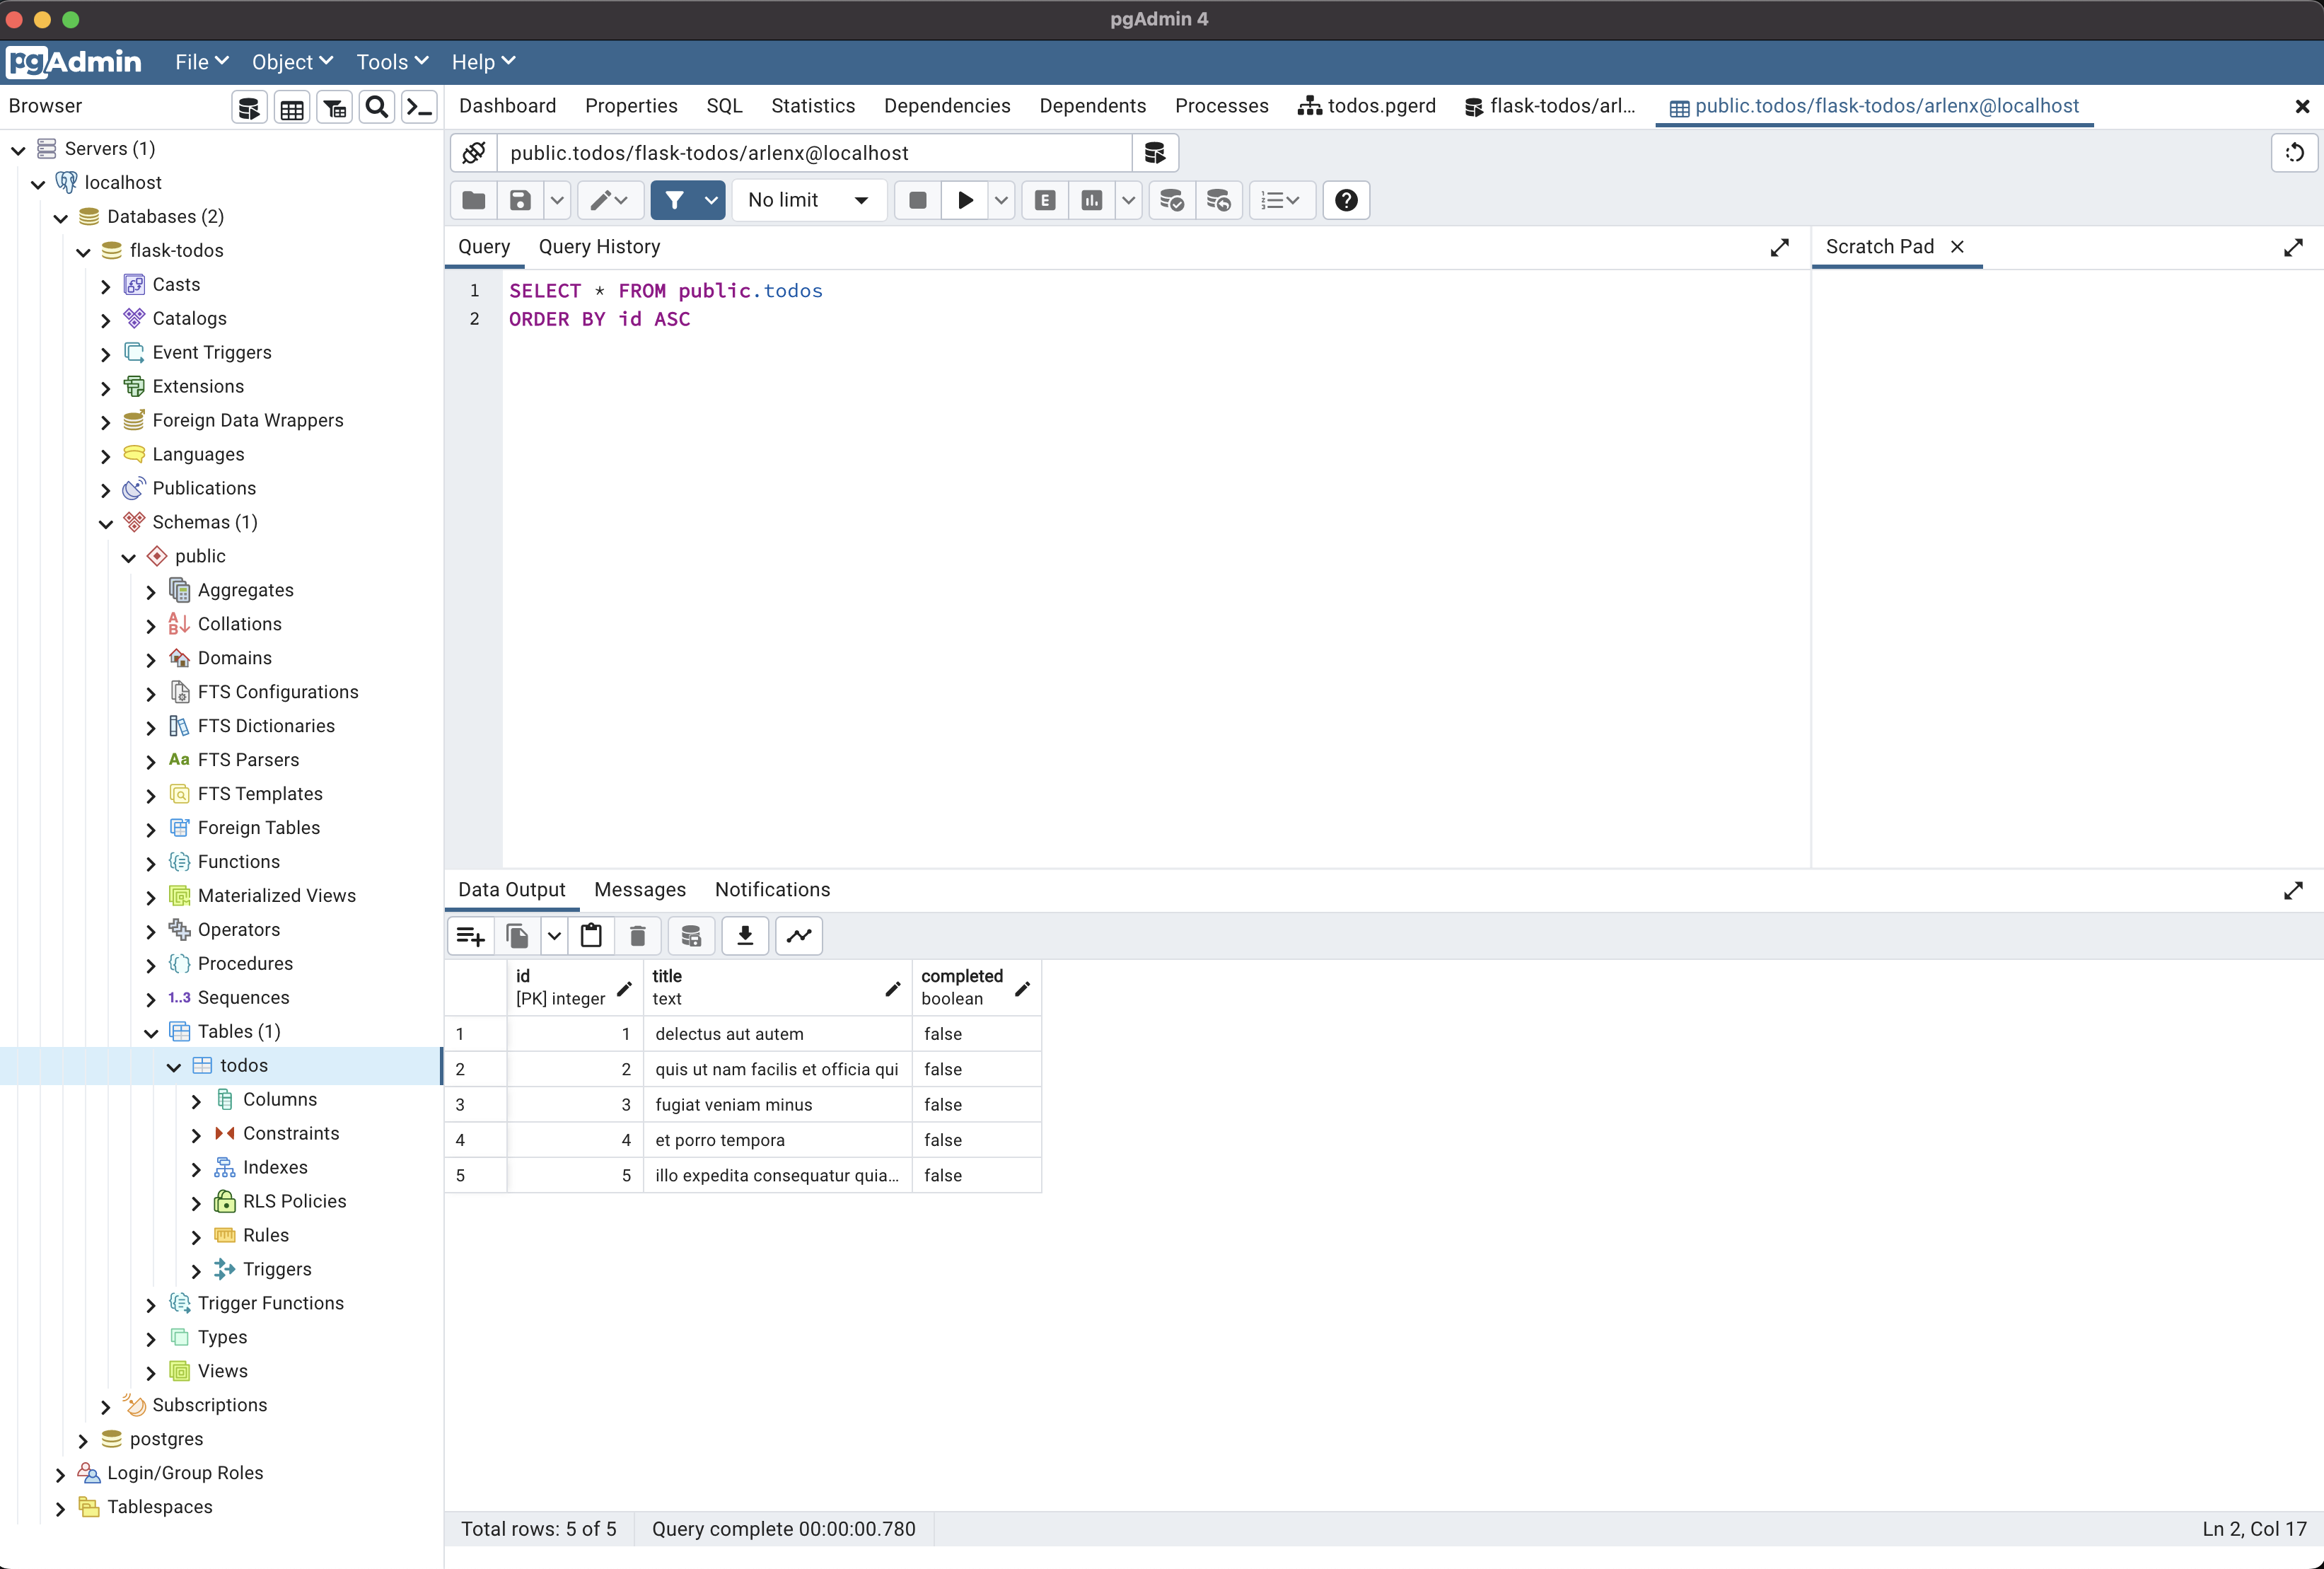 pgAdmin 4
pgAdmin File Object Tools Help
Browser
Dashboard Properties SQL Statistics Dependencies Dependents Processes todos.pgerd flask-todos/arl... public.todos/flask-todos/arlenx@localhost
Servers (1)
localhost
Databases (2)
flask-todos
Casts
Catalogs
Event Triggers
Extensions
Foreign Data Wrappers
Languages
Publications
Schemas (1)
public
Aggregates
Collations
Domains
FTS Configurations
FTS Dictionaries
Aa FTS Parsers
FTS Templates
Foreign Tables
Functions
Materialized Views
Operators
Procedures
1..3 Sequences
Tables (1)
todos
Columns
Constraints
Indexes
RLS Policies
Rules
Triggers
Trigger Functions
Types
Views
Subscriptions
postgres
Login/Group Roles
Tablespaces
public.todos/flask-todos/arlenx@localhost
No limit E
Query Query History
Scratch Pad
1 SELECT * FROM public.todos
2 ORDER BY id ASC
Data Output Messages Notifications
id title completed
[PK] integer text boolean
1 1 delectus aut autem false
2 2 quis ut nam facilis et officia qui false
3 3 fugiat veniam minus false
4 4 et porro tempora false
5 5 illo expedita consequatur quia... false
Total rows: 5 of 5 Query complete 00:00:00.780 Ln 2, Col 17